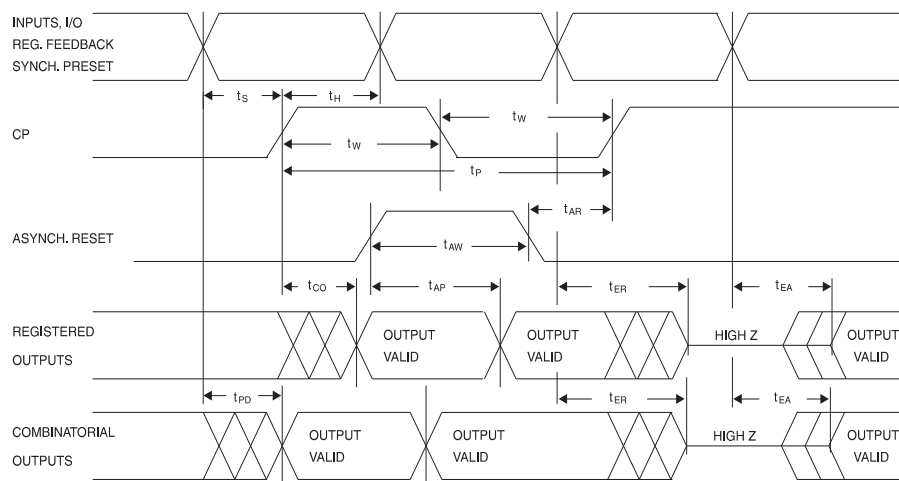 INPUTS, I/O
REG. FEEDBACK
SYNCH. PRESET
tS
tH
CP
tW
tW
tP
tAR
ASYNCH. RESET
tAW
tCO
tAP
tER
tEA
REGISTERED
OUTPUTS
OUTPUT
VALID
OUTPUT
VALID
HIGH Z
OUTPUT
VALID
tPD
tER
tEA
COMBINATORIAL
OUTPUTS
OUTPUT
VALID
OUTPUT
VALID
HIGH Z
OUTPUT
VALID